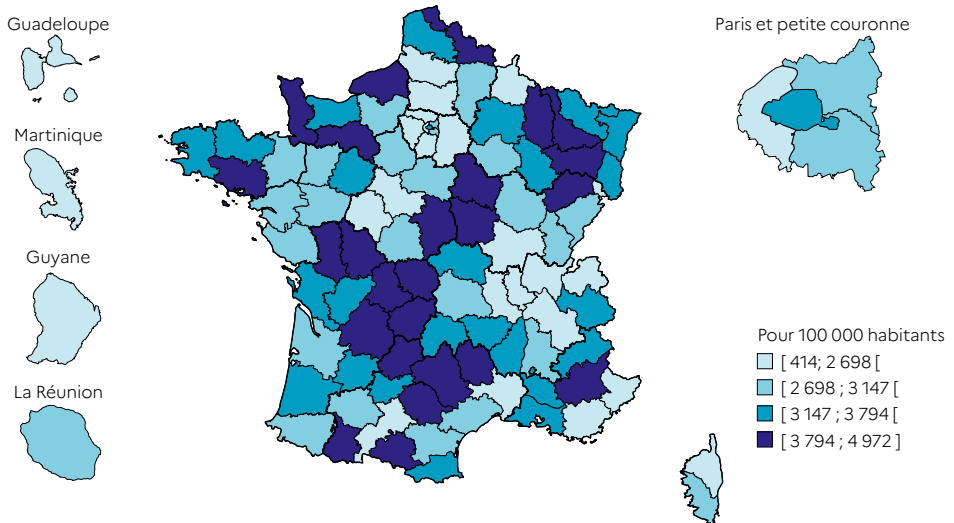 Guadeloupe
Paris et petite couronne
Martinique
Guyane
La Réunion
Pour 100 000 habitants
[ 414; 2 698 [
[ 2 698 ; 3 147 [
[ 3 147 ; 3 794 [
[ 3 794 ; 4 972 ]